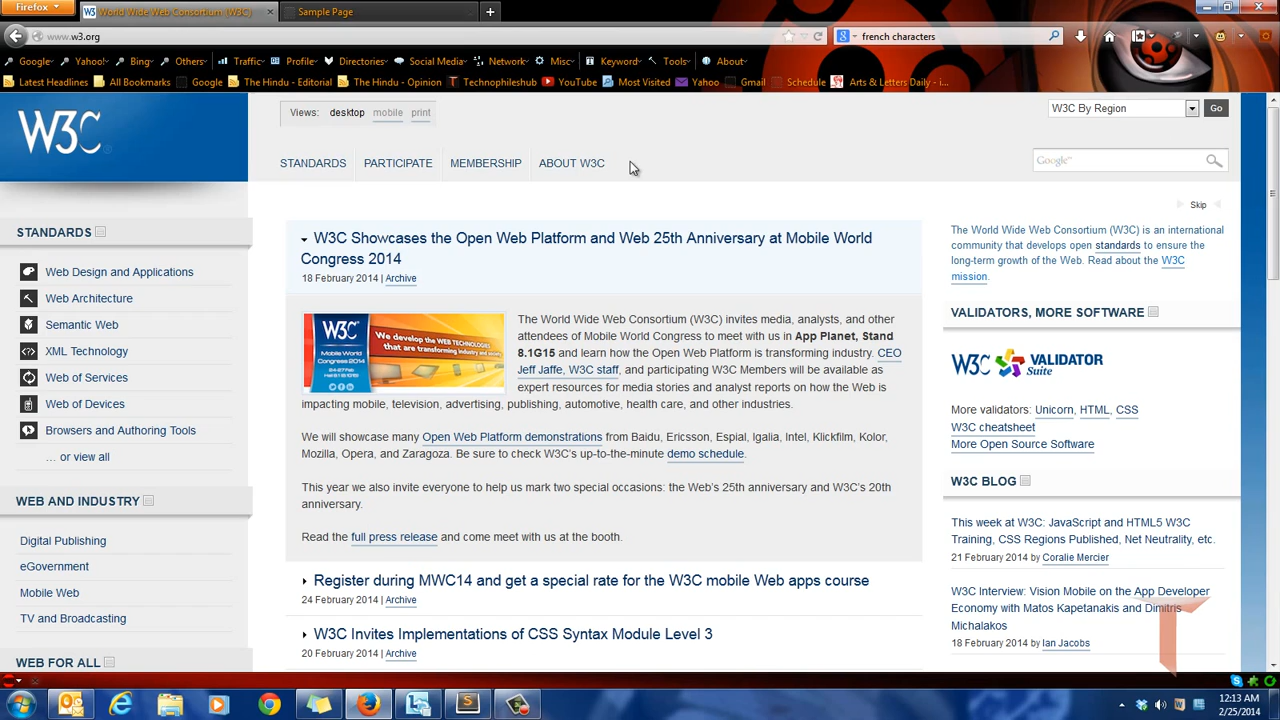 Firefox
World Wide Web Consortium (W3C)
Sample Page
www.w3.org
french characters
Google
Yahoo!
Bing
Others
Traffic
Profile
Directories
Social Media
Network
Misc
Keyword
Tools
About
Latest Headlines
All Bookmarks
Google
The Hindu - Editorial
The Hindu - Opinion
Technophileshub
YouTube
Most Visited
Yahoo
Gmail
Schedule
Arts & Letters Daily - i...
W3C
Views: desktop mobile print
W3C By Region
Go
STANDARDS PARTICIPATE MEMBERSHIP ABOUT W3C
Google™
Skip
STANDARDS
Web Design and Applications
Web Architecture
Semantic Web
XML Technology
Web of Services
Web of Devices
Browsers and Authoring Tools
… or view all
WEB AND INDUSTRY
Digital Publishing
eGovernment
Mobile Web
TV and Broadcasting
WEB FOR ALL
W3C Showcases the Open Web Platform and Web 25th Anniversary at Mobile World
Congress 2014
18 February 2014 | Archive
W3C
Mobile World
Congress 2014
We develop the WEB TECHNOLOGIES
that are transforming industry and society
The World Wide Web Consortium (W3C) invites media, analysts, and other
attendees of Mobile World Congress to meet with us in App Planet, Stand
8.1G15 and learn how the Open Web Platform is transforming industry. CEO
Jeff Jaffe, W3C staff, and participating W3C Members will be available as
expert resources for media stories and analyst reports on how the Web is
impacting mobile, television, advertising, publishing, automotive, health care, and other industries.
We will showcase many Open Web Platform demonstrations from Baidu, Ericsson, Espial, Igalia, Intel, Klickfilm, Kolor,
Mozilla, Opera, and Zaragoza. Be sure to check W3C's up-to-the-minute demo schedule.
This year we also invite everyone to help us mark two special occasions: the Web's 25th anniversary and W3C's 20th
anniversary.
Read the full press release and come meet with us at the booth.
Register during MWC14 and get a special rate for the W3C mobile Web apps course
24 February 2014 | Archive
W3C Invites Implementations of CSS Syntax Module Level 3
20 February 2014 | Archive
The World Wide Web Consortium (W3C) is an international
community that develops open standards to ensure the
long-term growth of the Web. Read about the W3C
mission.
VALIDATORS, MORE SOFTWARE
W3C VALIDATOR
Suite
More validators: Unicorn, HTML, CSS
W3C cheatsheet
More Open Source Software
W3C BLOG
This week at W3C: JavaScript and HTML5 W3C
Training, CSS Regions Published, Net Neutrality, etc.
21 February 2014 by Coralie Mercier
W3C Interview: Vision Mobile on the App Developer
Economy with Matos Kapetanakis and Dimitris
Michalakos
18 February 2014 by Ian Jacobs
12:13 AM
2/25/2014